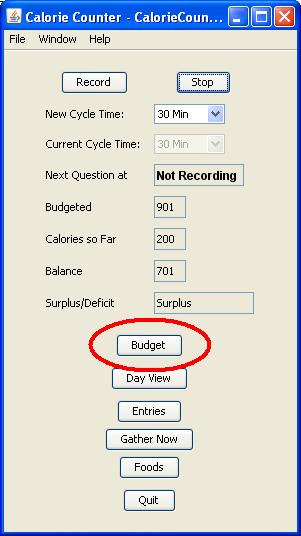 Calorie Counter - CalorieCoun...
File Window Help
Record Stop
New Cycle Time: 30 Min
Current Cycle Time: 30 Min
Next Question at Not Recording
Budgeted 901
Calories so Far 200
Balance 701
Surplus/Deficit Surplus
Budget
Day View
Entries
Gather Now
Foods
Quit